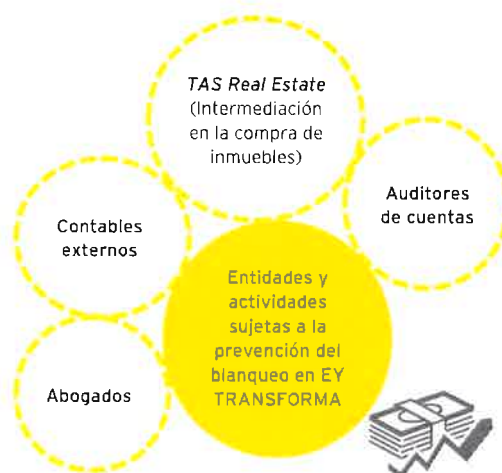 TAS Real Estate
(Intermediación
en la compra de
inmuebles)
Auditores
de cuentas
Contables
externos
Entidades y
actividades
sujetas a la
prevención del
blanqueo en EY
TRANSFORMA
Abogados